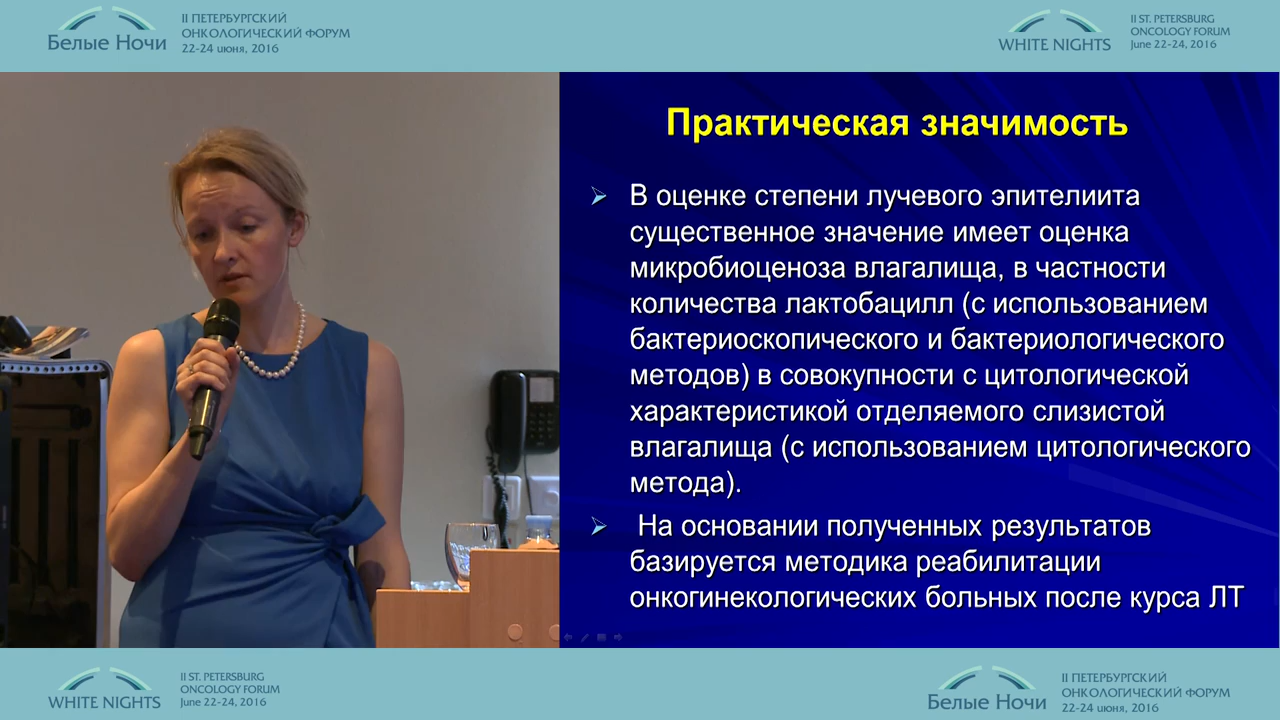 Белые Ночи
II ПЕТЕРБУРГСКИЙ
ОНКОЛОГИЧЕСКИЙ ФОРУМ
22-24 июня, 2016
WHITE NIGHTS
II ST. PETERSBURG
ONCOLOGY FORUM
June 22-24, 2016
Практическая значимость
В оценке степени лучевого эпителиита
существенное значение имеет оценка
микробиоценоза влагалища, в частности
количества лактобацилл (с использованием
бактериоскопического и бактериологического
методов) в совокупности с цитологической
характеристикой отделяемого слизистой
влагалища (с использованием цитологического
метода).
На основании полученных результатов
базируется методика реабилитации
онкогинекологических больных после курса ЛТ
WHITE NIGHTS
II ST. PETERSBURG
ONCOLOGY FORUM
June 22-24, 2016
Белые Ночи
II ПЕТЕРБУРГСКИЙ
ОНКОЛОГИЧЕСКИЙ ФОРУМ
22-24 июня, 2016